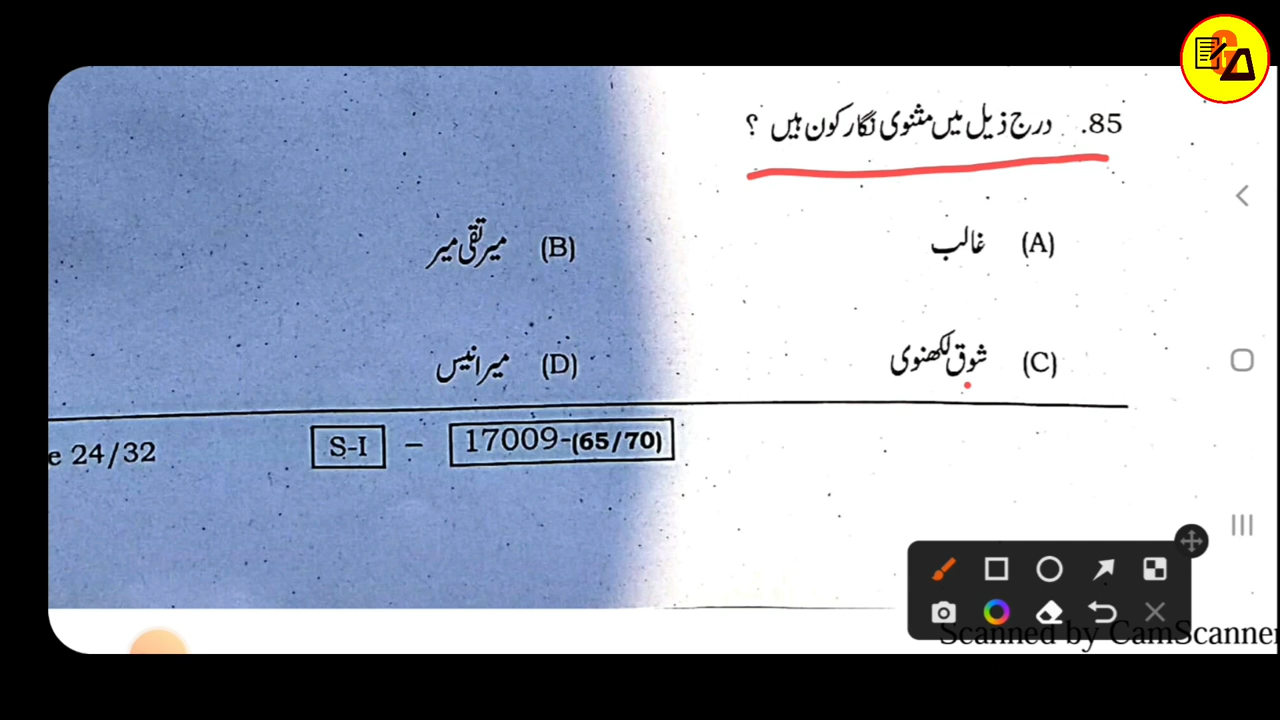 85. درج ذیل میں مثنوی نگار کون ہیں ؟
(A) غالب (B) میر تقی میر
(C) شوق لکھنوی (D) میر انیس
e 24/32 S-I – 17009-(65/70)
Scanned by CamScanner